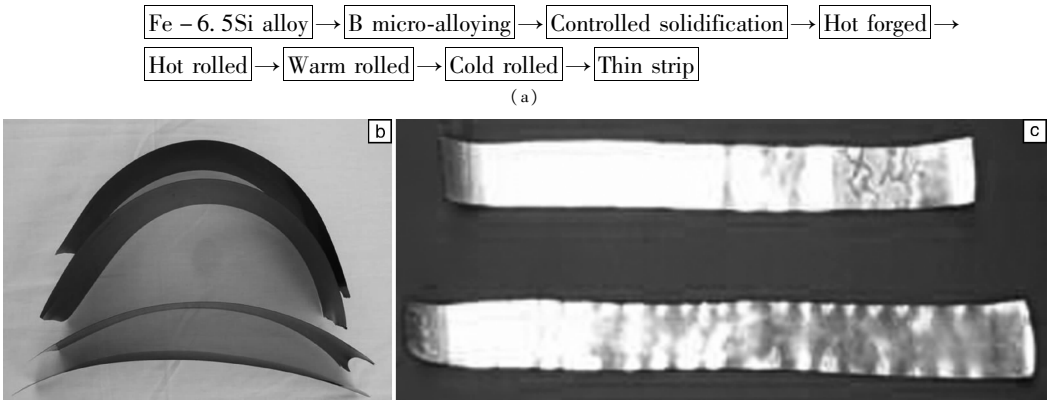 Fe-6.5Si alloy→B micro-alloying→Controlled solidification→Hot forged→
Hot rolled→Warm rolled→Cold rolled→Thin strip
(a)
b
c